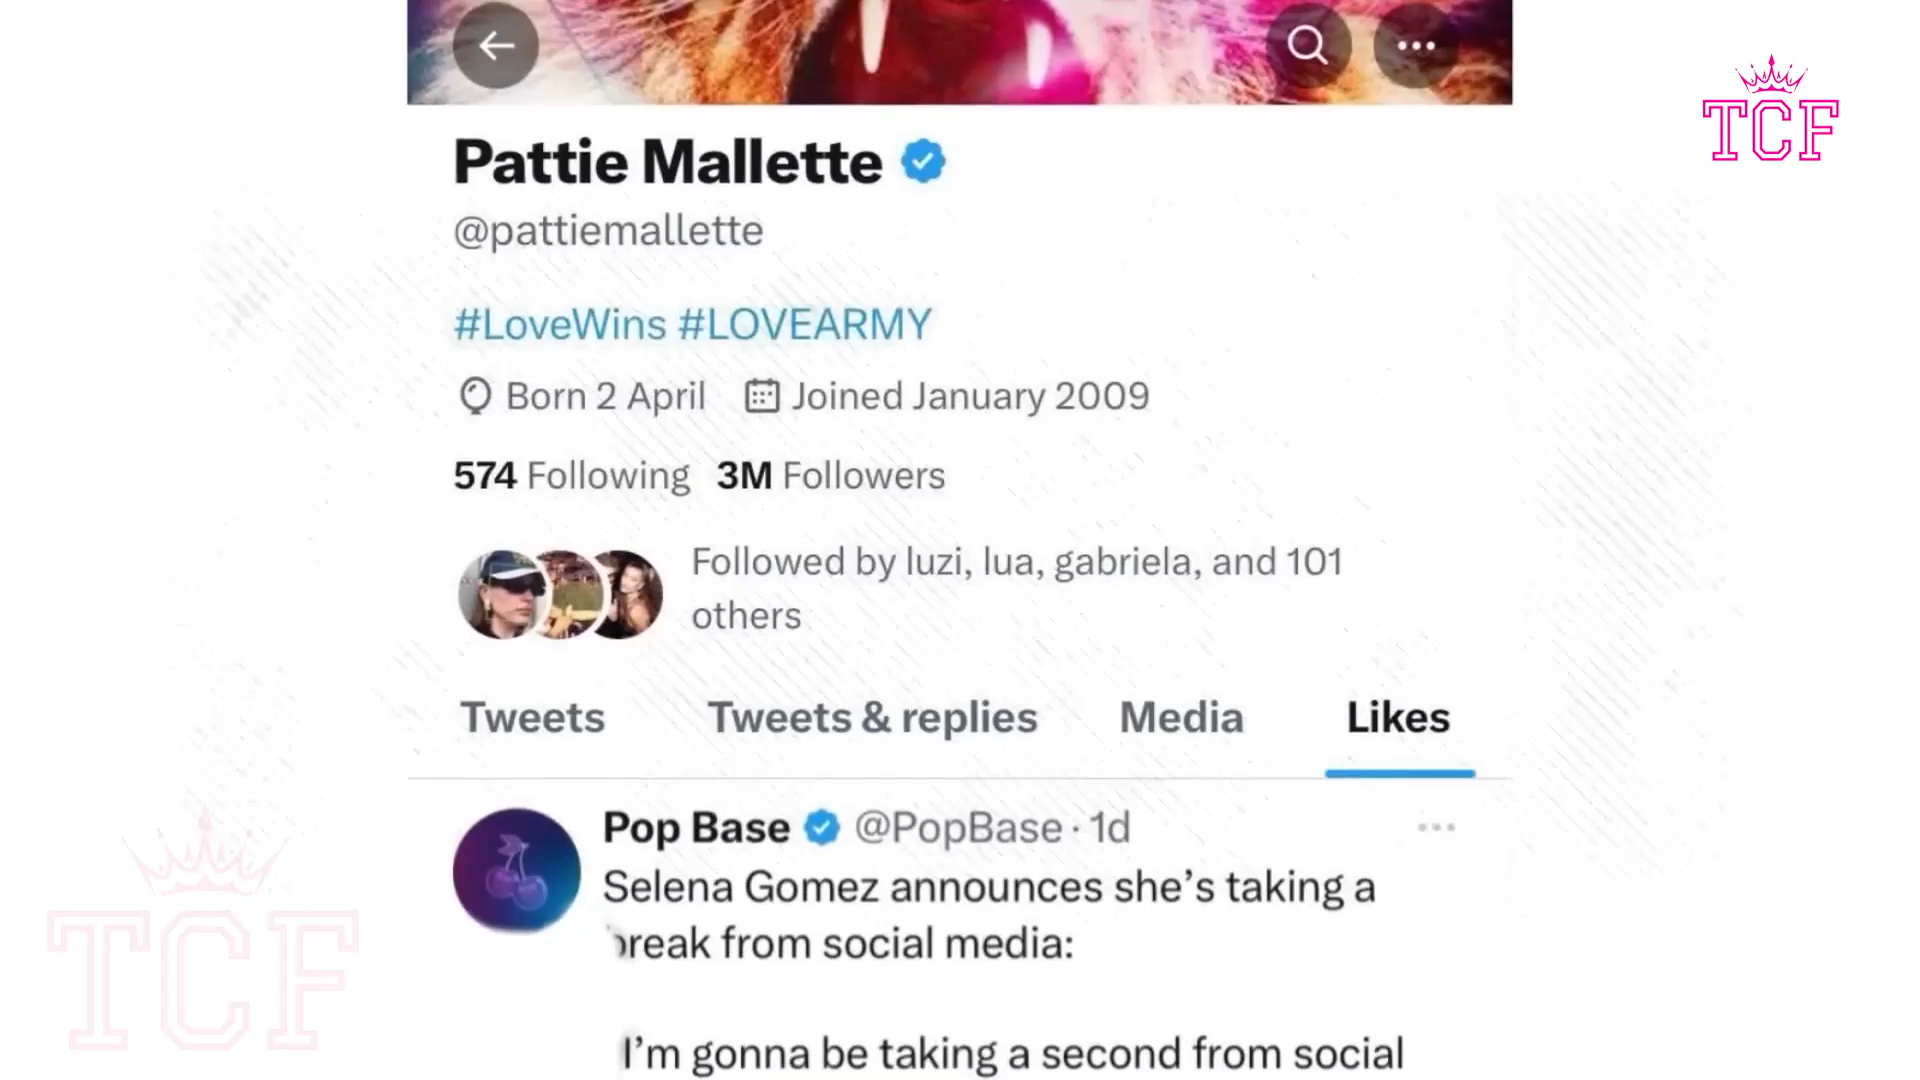 TCF
Pattie Mallette
@pattiemallette
#LoveWins #LOVEARMY
Born 2 April Joined January 2009
574 Following 3M Followers
Followed by luzi, lua, gabriela, and 101
others
Tweets Tweets & replies Media Likes
Pop Base @PopBase · 1d
Selena Gomez announces she’s taking a
break from social media:
I’m gonna be taking a second from social
TCF